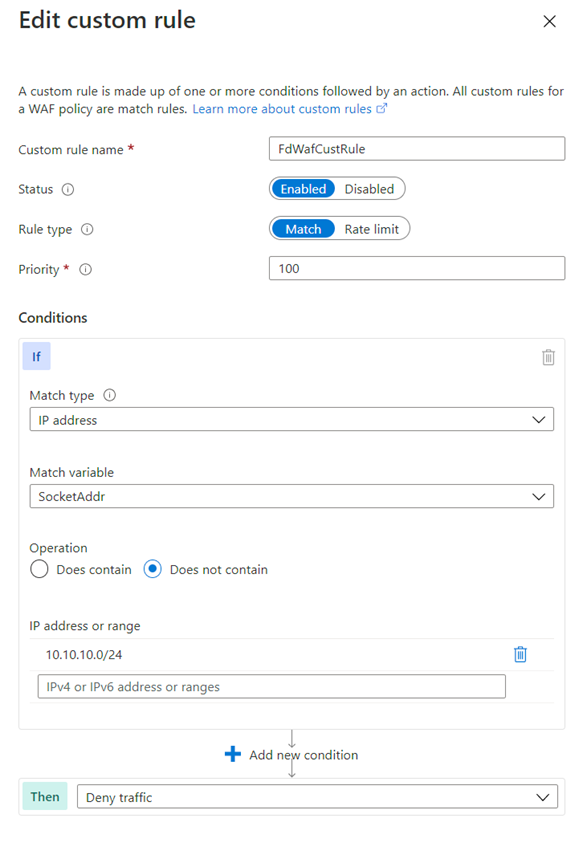 Edit custom rule
A custom rule is made up of one or more conditions followed by an action. All custom rules for
a WAF policy are match rules. Learn more about custom rules
Custom rule name *
FdWafCustRule
Status
Enabled Disabled
Rule type
Match Rate limit
Priority *
100
Conditions
If
Match type
IP address
Match variable
SocketAddr
Operation
Does contain Does not contain
IP address or range
10.10.10.0/24
IPv4 or IPv6 address or ranges
Add new condition
Then Deny traffic